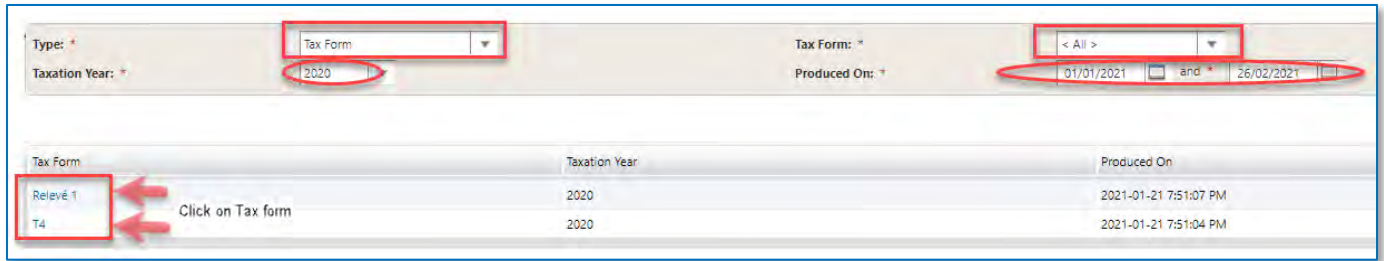 Type: * Tax Form Tax Form: * < All >
Taxation Year: * 2020 Produced On: * 01/01/2021 and * 26/02/2021
Tax Form Taxation Year Produced On
Relevé 1 2020 2021-01-21 7:51:07 PM
Click on Tax form
T4 2020 2021-01-21 7:51:04 PM